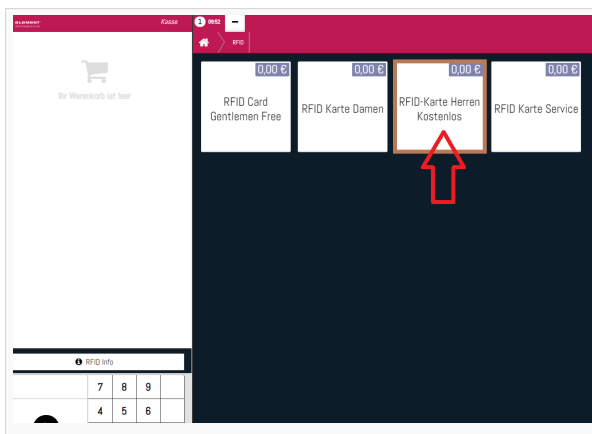 ELEMENT
Kasse
1 09:52
RFID
Ihr Warenkorb ist leer
0,00 €
RFID Card
Gentlemen Free
0,00 €
RFID Karte Damen
0,00 €
RFID-Karte Herren
Kostenlos
0,00 €
RFID Karte Service
RFID Info
7 8 9
4 5 6